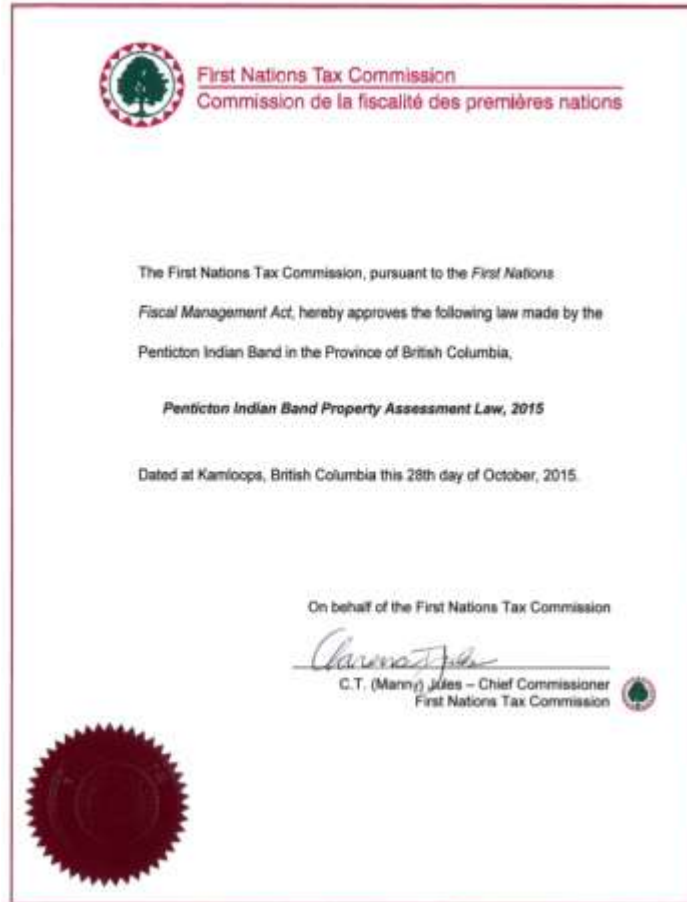 First Nations Tax Commission
Commission de la fiscalité des premières nations
The First Nations Tax Commission, pursuant to the First Nations
Fiscal Management Act, hereby approves the following law made by the
Penticton Indian Band in the Province of British Columbia,
Penticton Indian Band Property Assessment Law, 2015
Dated at Kamloops, British Columbia this 28th day of October, 2015.
On behalf of the First Nations Tax Commission
C.T. (Manny) Jules – Chief Commissioner
First Nations Tax Commission